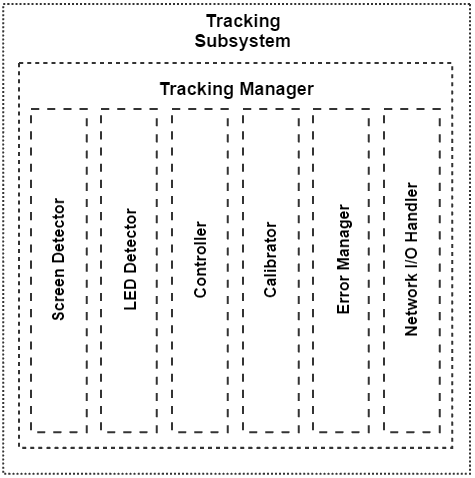 Tracking
Subsystem
Tracking Manager
Screen Detector
LED Detector
Controller
Calibrator
Error Manager
Network I/O Handler